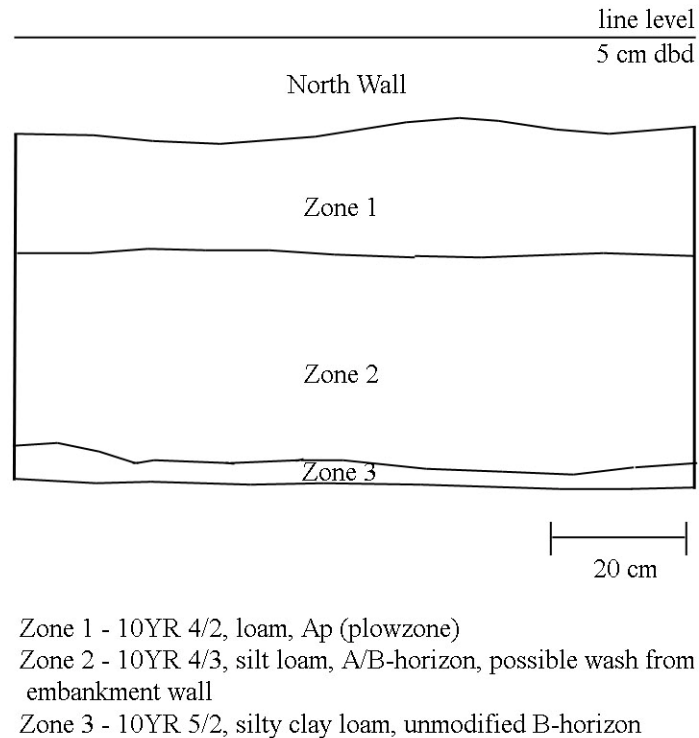 line level
5 cm dbd
North Wall
Zone 1
Zone 2
Zone 3
20 cm
Zone 1 - 10YR 4/2, loam, Ap (plowzone)
Zone 2 - 10YR 4/3, silt loam, A/B-horizon, possible wash from
embankment wall
Zone 3 - 10YR 5/2, silty clay loam, unmodified B-horizon